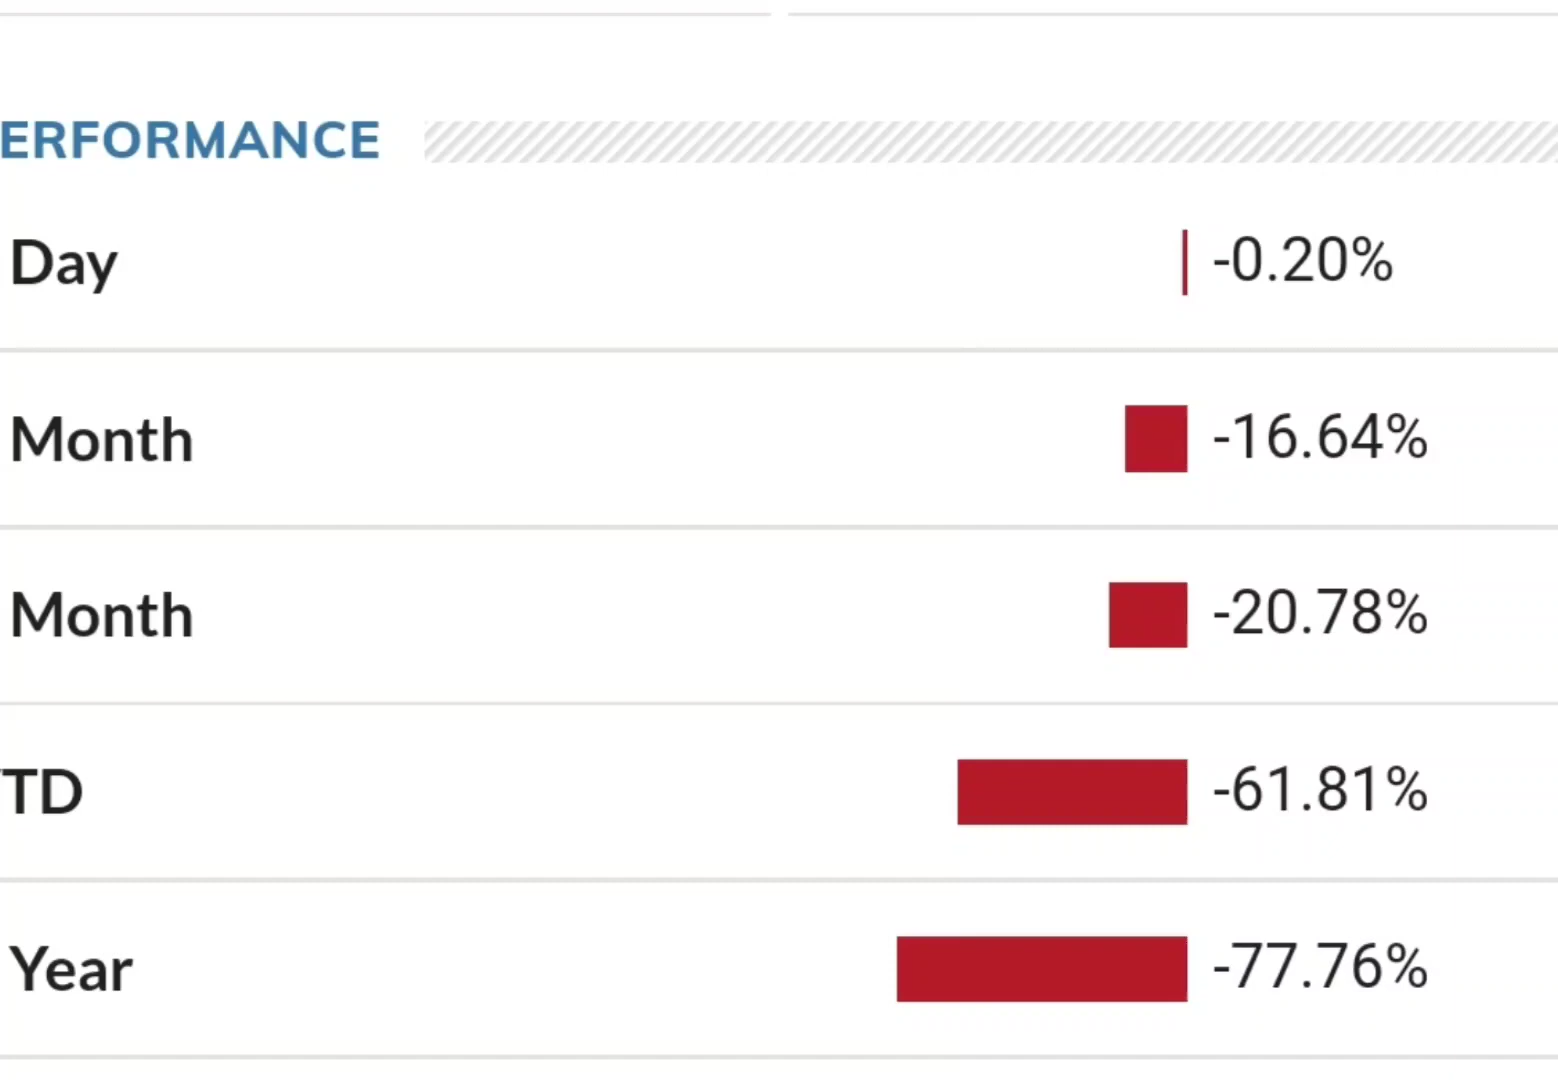 ERFORMANCE
Day -0.20%
Month -16.64%
Month -20.78%
TD -61.81%
Year -77.76%